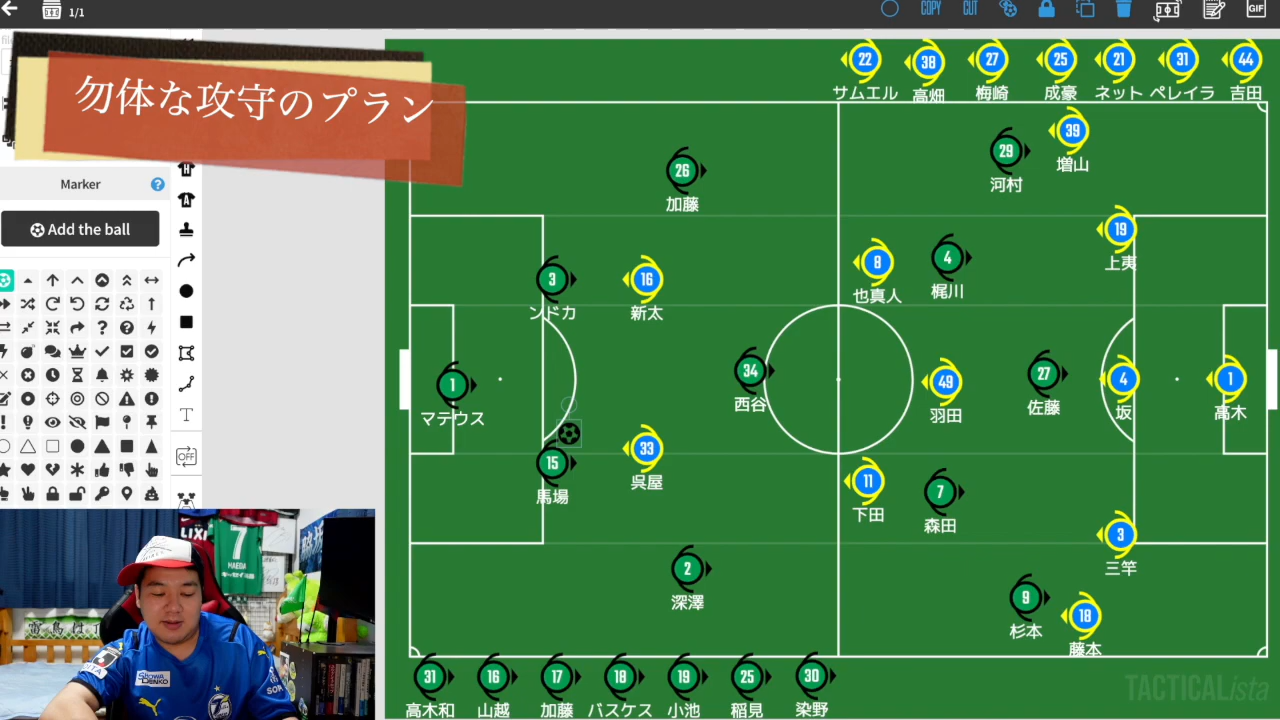 1/1
COPY
CUT
GIF
勿体な攻守のプラン
Marker
Add the ball
H
A
T
OFF
22
サムエル
38
高畑
27
梅崎
25
成豪
21
ネット
31
ペレイラ
44
吉田
39
増山
29
河村
26
加藤
19
上夷
8
也真人
4
梶川
3
ンドカ
16
新太
34
西谷
49
羽田
27
佐藤
4
坂
1
高木
1
マテウス
15
馬場
33
呉屋
11
下田
7
森田
3
三竿
2
深澤
9
杉本
18
藤本
31
高木和
16
山越
17
加藤
18
バスケス
19
小池
25
稲見
30
染野
TACTICALista
LIXI
7
MAEDA
SHOWA
DENKO